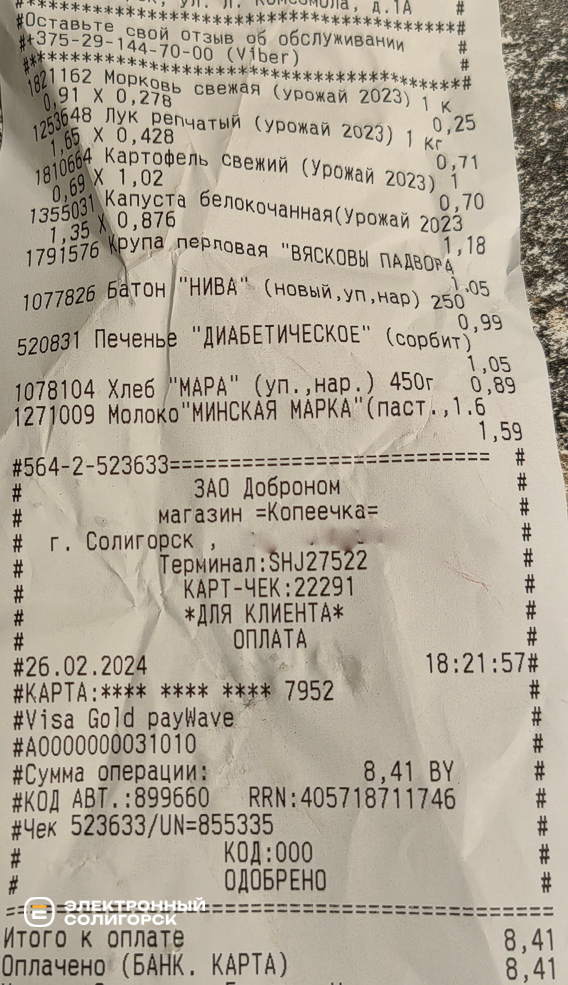 д.1А #
#**************************************#
#Оставьте свой отзыв об обслуживании #
#+375-29-144-70-00 (Viber) #
#**************************************#
1821162 Морковь свежая (урожай 2023) 1 к
0,91 X 0,278 0,25
1253648 Лук репчатый (урожай 2023) 1 кг
1,65 X 0,428 0,71
1810664 Картофель свежий (Урожай 2023) 1
0,69 X 1,02 0,70
1355031 Капуста белокочанная(Урожай 2023
1,35 X 0,876 1,18
1791576 Крупа перловая "ВЯСКОВЫ ПАДВОРА
1,05
1077826 Батон "НИВА" (новый,уп,нар) 250
0,99
520831 Печенье "ДИАБЕТИЧЕСКОЕ" (сорбит)
1,05
1078104 Хлеб "МАРА" (уп.,нар.) 450г 0,89
1271009 Молоко"МИНСКАЯ МАРКА"(паст.,1.6
1,59
#564-2-523633========================== #
# ЗАО Доброном #
# магазин =Копеечка= #
# г. Солигорск , #
# Терминал:SHJ27522 #
# КАРТ-ЧЕК:22291 #
# *ДЛЯ КЛИЕНТА* #
# ОПЛАТА #
#26.02.2024 18:21:57#
#КАРТА:**** **** **** 7952 #
#Visa Gold payWave #
#A0000000031010 #
#Сумма операции: 8,41 BY #
#КОД АВТ.:899660 RRN:405718711746 #
#Чек 523633/UN=855335 #
# КОД:000 #
# ОДОБРЕНО #
========================================
ЭЛЕКТРОННЫЙ
СОЛИГОРСК
Итого к оплате 8,41
Оплачено (БАНК. КАРТА) 8,41